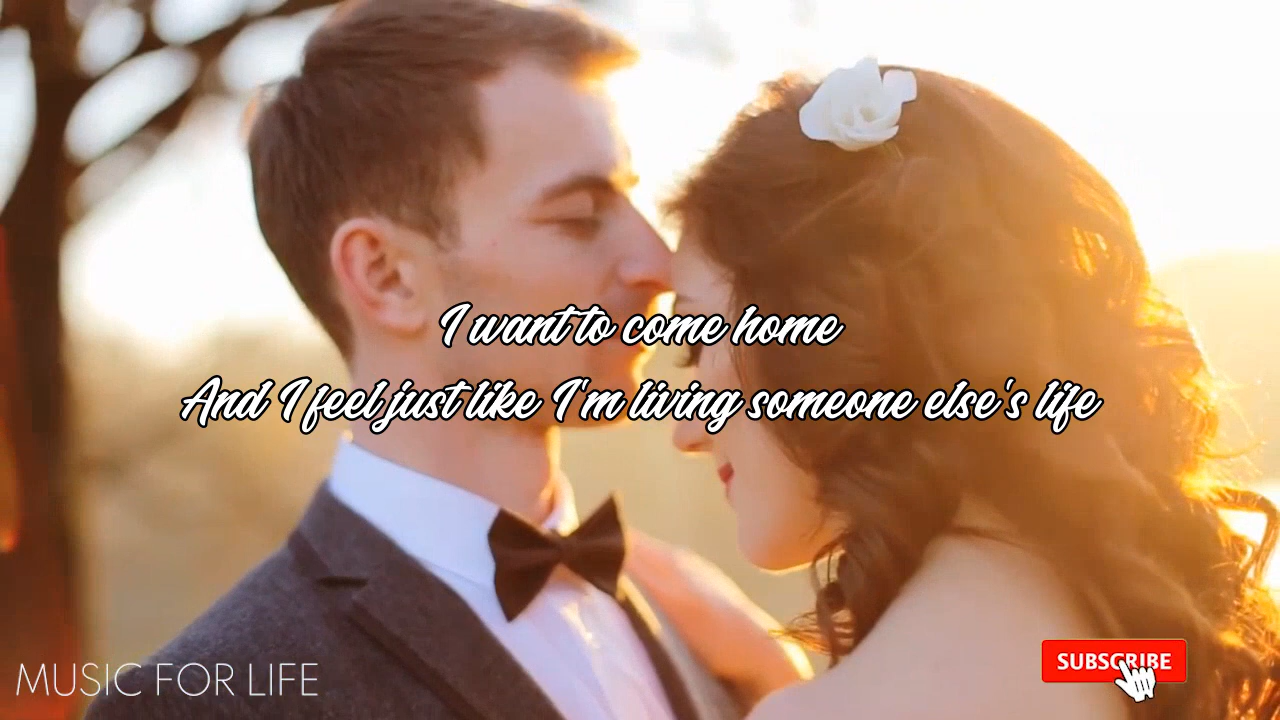 I want to come home
And I feel just like I'm living someone else's life
MUSIC FOR LIFE
SUBSCRIBE